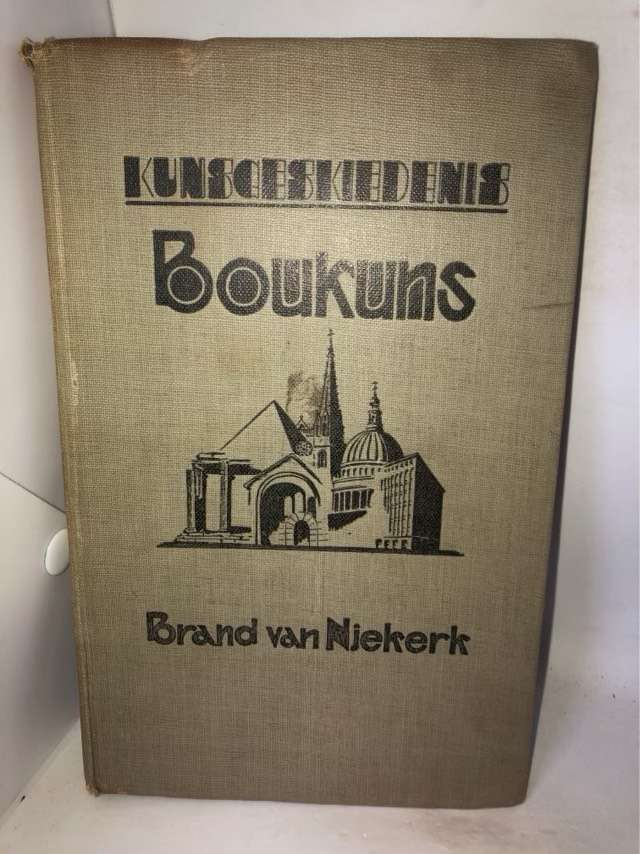 KUNSGESKIEDENIS
Boukuns
Brand van Niekerk